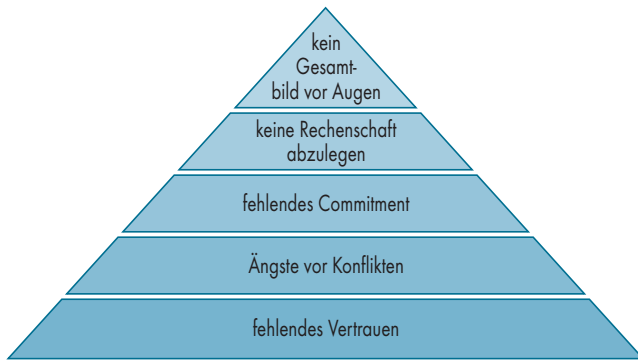 kein
Gesamt-
bild vor Augen
keine Rechenschaft
abzulegen
fehlendes Commitment
Ängste vor Konflikten
fehlendes Vertrauen